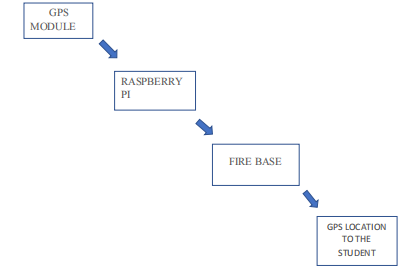 GPS
MODULE
RASPBERRY
PI
FIRE BASE
GPS LOCATION
TO THE
STUDENT